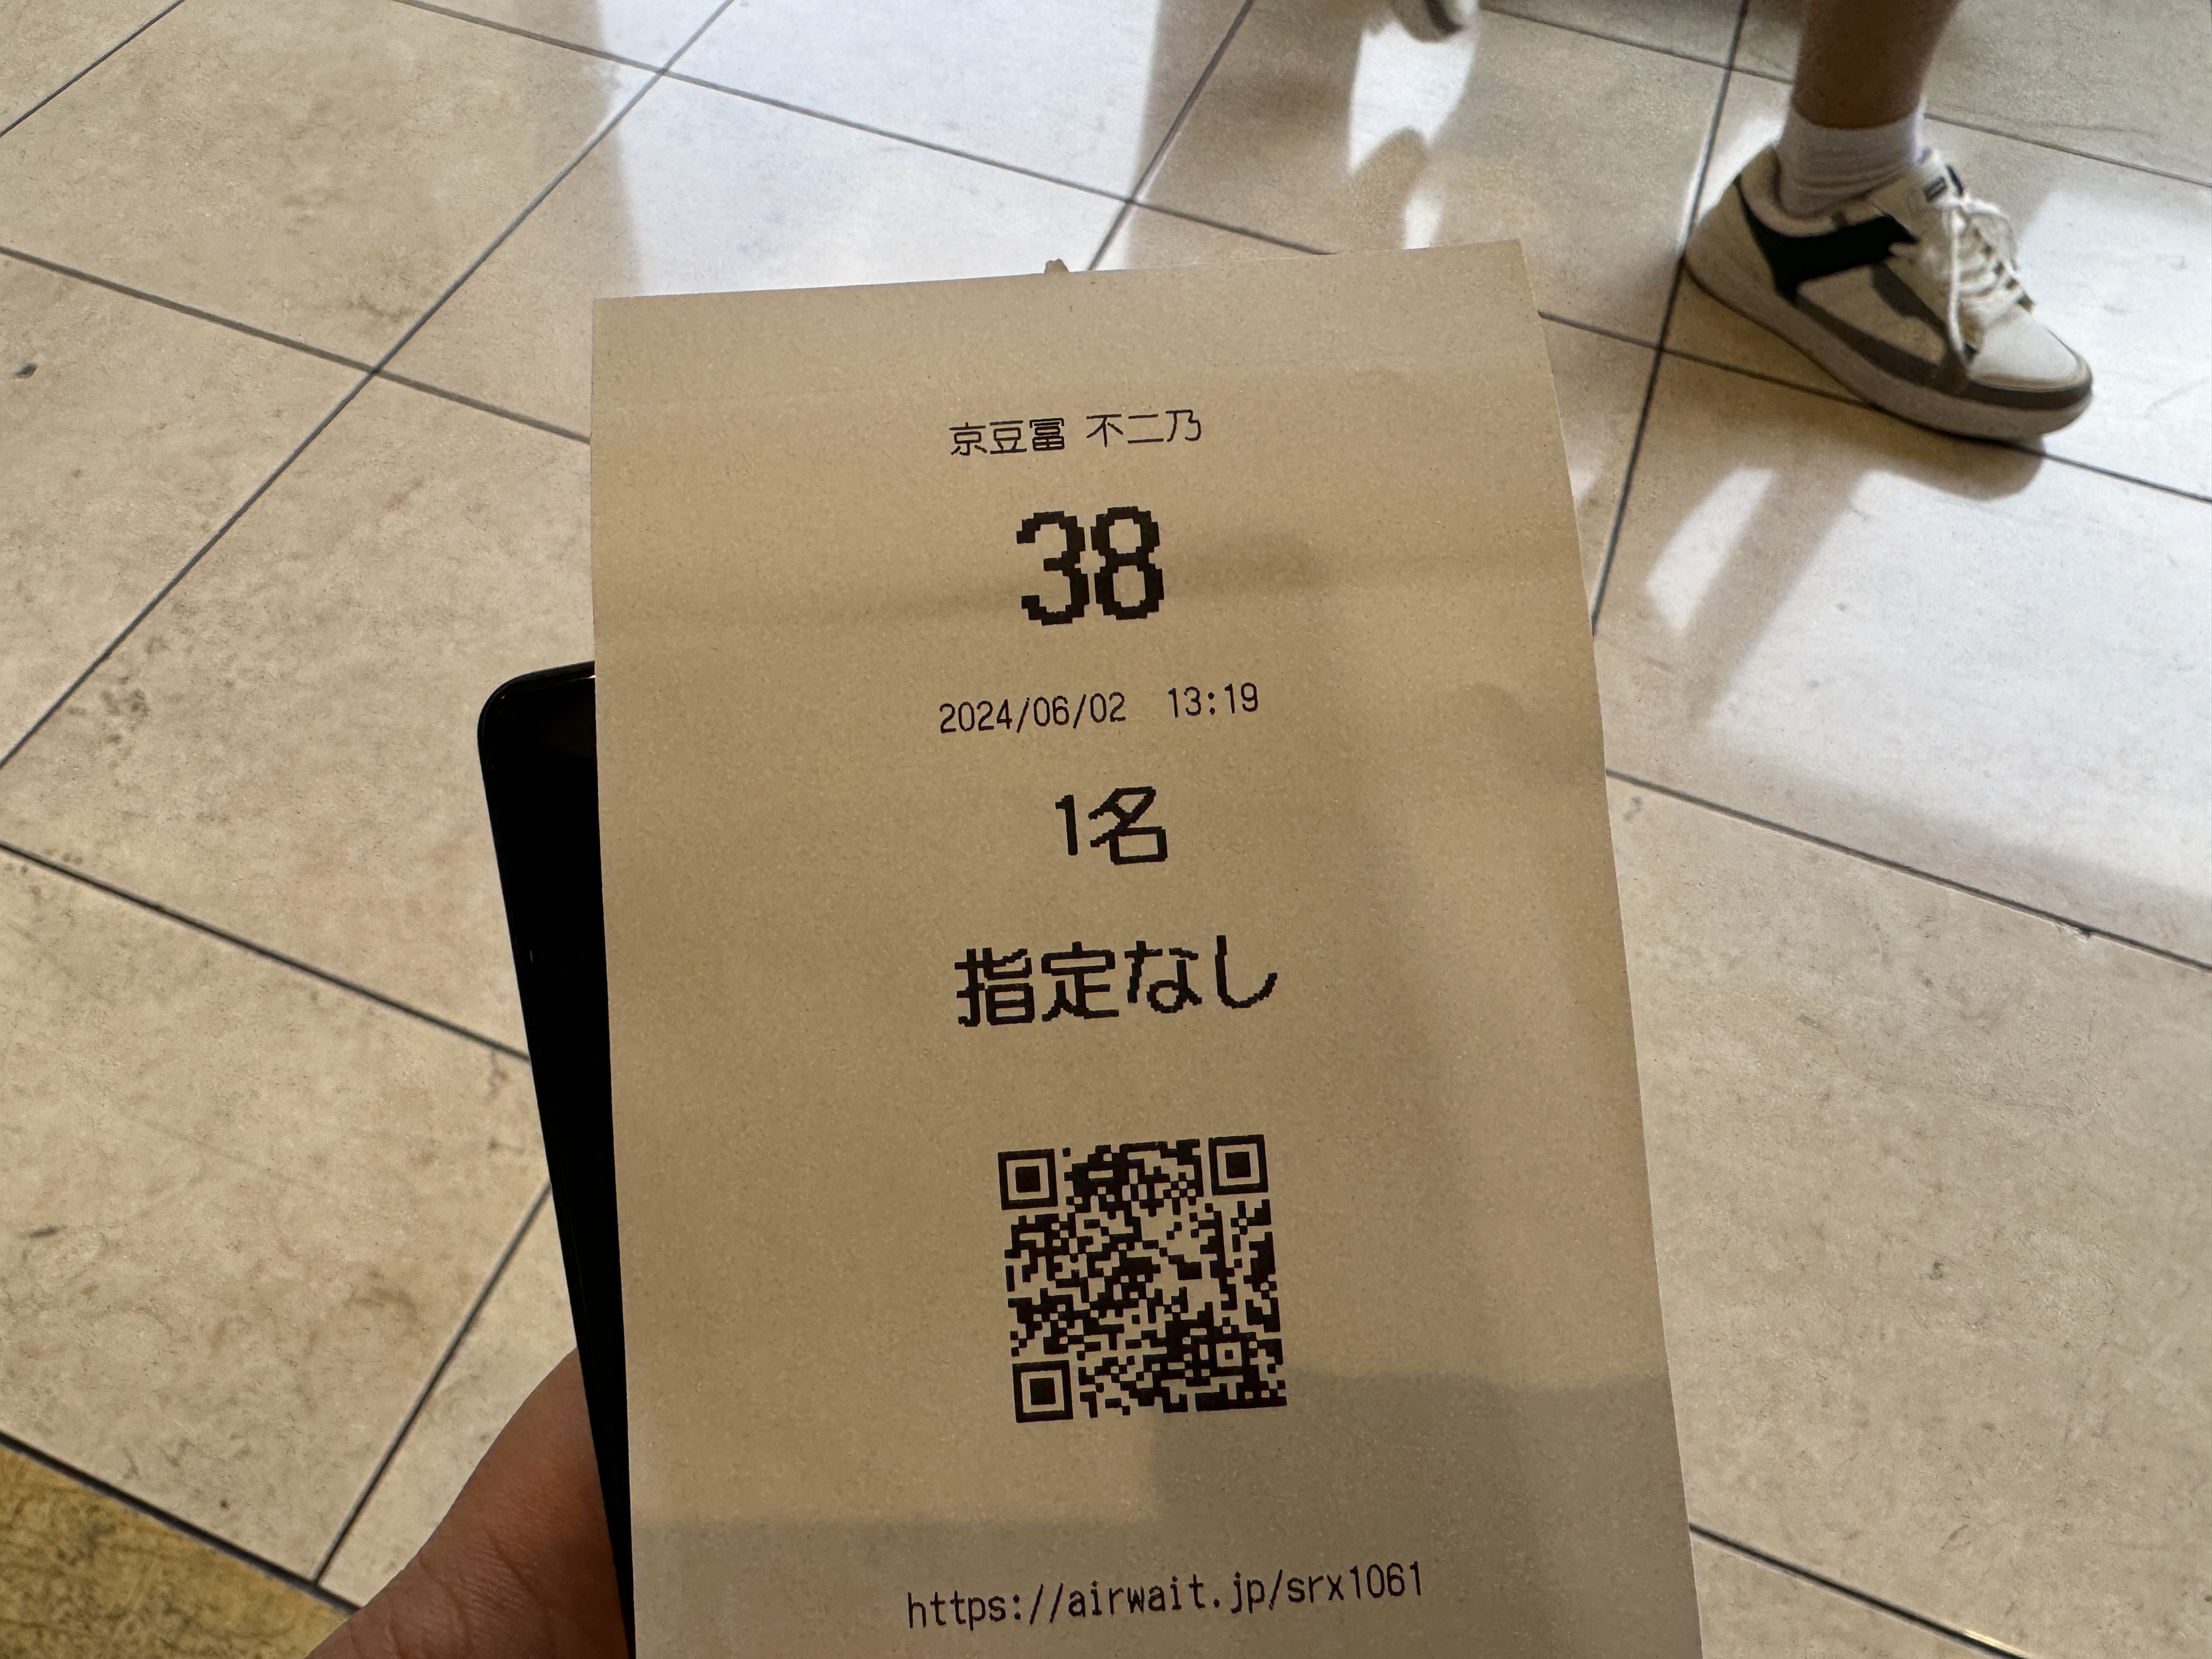 京豆冨 不二乃
38
2024/06/02 13:19
1名
指定なし
https://airwait.jp/srx1061